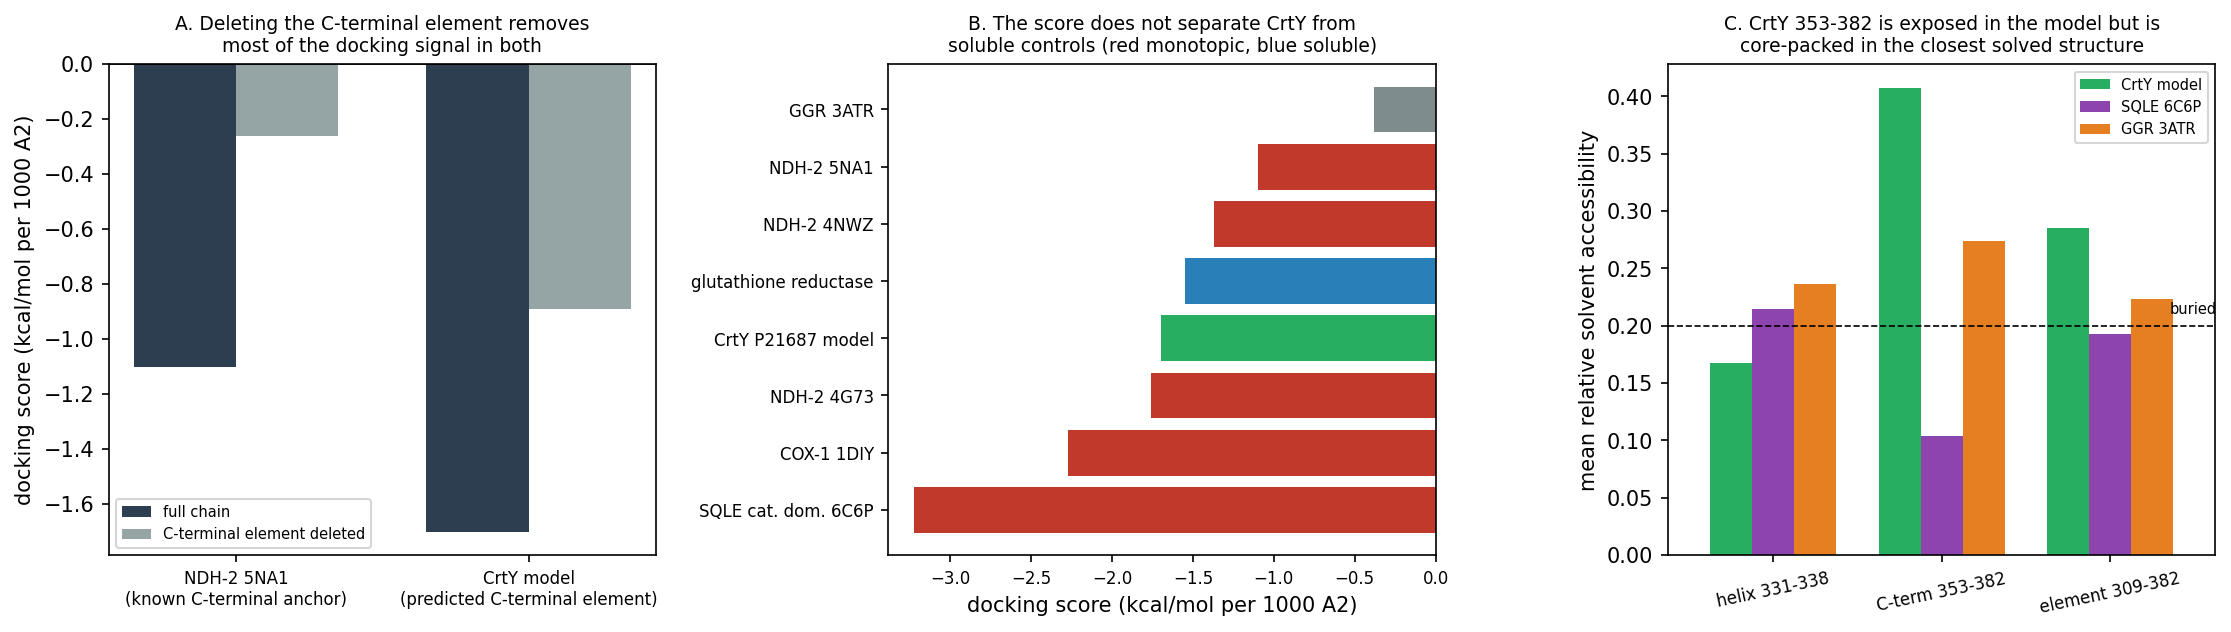 A. Deleting the C-terminal element removes
most of the docking signal in both
docking score (kcal/mol per 1000 A2)
0.0
−0.2
−0.4
−0.6
−0.8
−1.0
−1.2
−1.4
−1.6
full chain
C-terminal element deleted
NDH-2 5NA1
(known C-terminal anchor)
CrtY model
(predicted C-terminal element)
B. The score does not separate CrtY from
soluble controls (red monotopic, blue soluble)
GGR 3ATR
NDH-2 5NA1
NDH-2 4NWZ
glutathione reductase
CrtY P21687 model
NDH-2 4G73
COX-1 1DIY
SQLE cat. dom. 6C6P
−3.0 −2.5 −2.0 −1.5 −1.0 −0.5 0.0
docking score (kcal/mol per 1000 A2)
C. CrtY 353-382 is exposed in the model but is
core-packed in the closest solved structure
mean relative solvent accessibility
0.40
0.35
0.30
0.25
0.20
0.15
0.10
0.05
0.00
CrtY model
SQLE 6C6P
GGR 3ATR
buried
helix 331-338
C-term 353-382
element 309-382